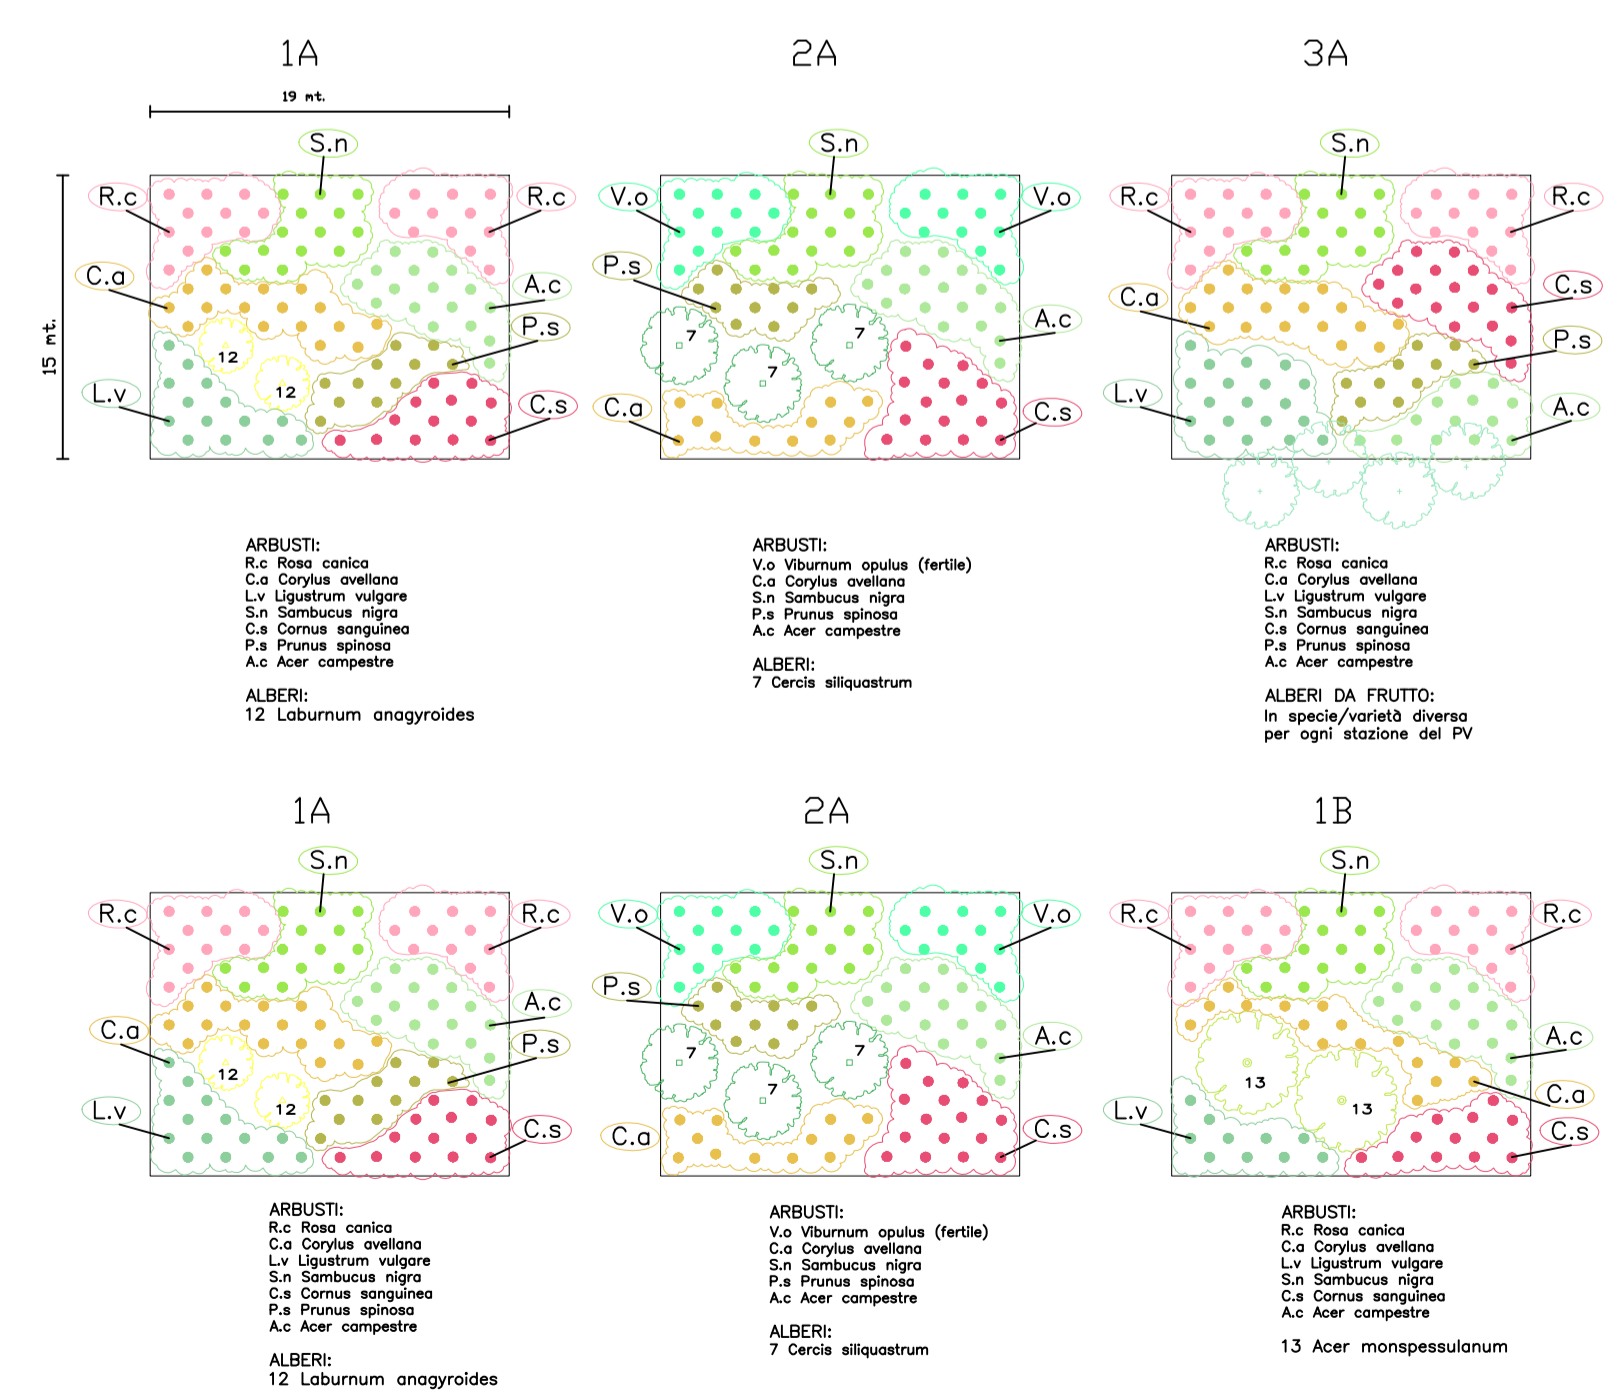 1A
2A
3A
19 mt.
15 mt.
S.n
R.c
R.c
C.a
A.c
P.s
L.v
C.s
12
12
S.n
V.o
V.o
P.s
A.c
C.a
C.s
7
7
7
S.n
R.c
R.c
C.a
C.s
P.s
L.v
A.c
ARBUSTI:
R.c Rosa canica
C.a Corylus avellana
L.v Ligustrum vulgare
S.n Sambucus nigra
C.s Cornus sanguinea
P.s Prunus spinosa
A.c Acer campestre
ALBERI:
12 Laburnum anagyroides
ARBUSTI:
V.o Viburnum opulus (fertile)
C.a Corylus avellana
S.n Sambucus nigra
P.s Prunus spinosa
A.c Acer campestre
ALBERI:
7 Cercis siliquastrum
ARBUSTI:
R.c Rosa canica
C.a Corylus avellana
L.v Ligustrum vulgare
S.n Sambucus nigra
C.s Cornus sanguinea
P.s Prunus spinosa
A.c Acer campestre
ALBERI DA FRUTTO:
In specie/varietà diversa
per ogni stazione del PV
1A
2A
1B
S.n
R.c
R.c
C.a
A.c
P.s
L.v
C.s
12
12
S.n
V.o
V.o
P.s
A.c
C.a
C.s
7
7
7
S.n
R.c
R.c
A.c
C.a
L.v
C.s
13
13
ARBUSTI:
R.c Rosa canica
C.a Corylus avellana
L.v Ligustrum vulgare
S.n Sambucus nigra
C.s Cornus sanguinea
P.s Prunus spinosa
A.c Acer campestre
ALBERI:
12 Laburnum anagyroides
ARBUSTI:
V.o Viburnum opulus (fertile)
C.a Corylus avellana
S.n Sambucus nigra
P.s Prunus spinosa
A.c Acer campestre
ALBERI:
7 Cercis siliquastrum
ARBUSTI:
R.c Rosa canica
C.a Corylus avellana
L.v Ligustrum vulgare
S.n Sambucus nigra
C.s Cornus sanguinea
A.c Acer campestre
13 Acer monspessulanum